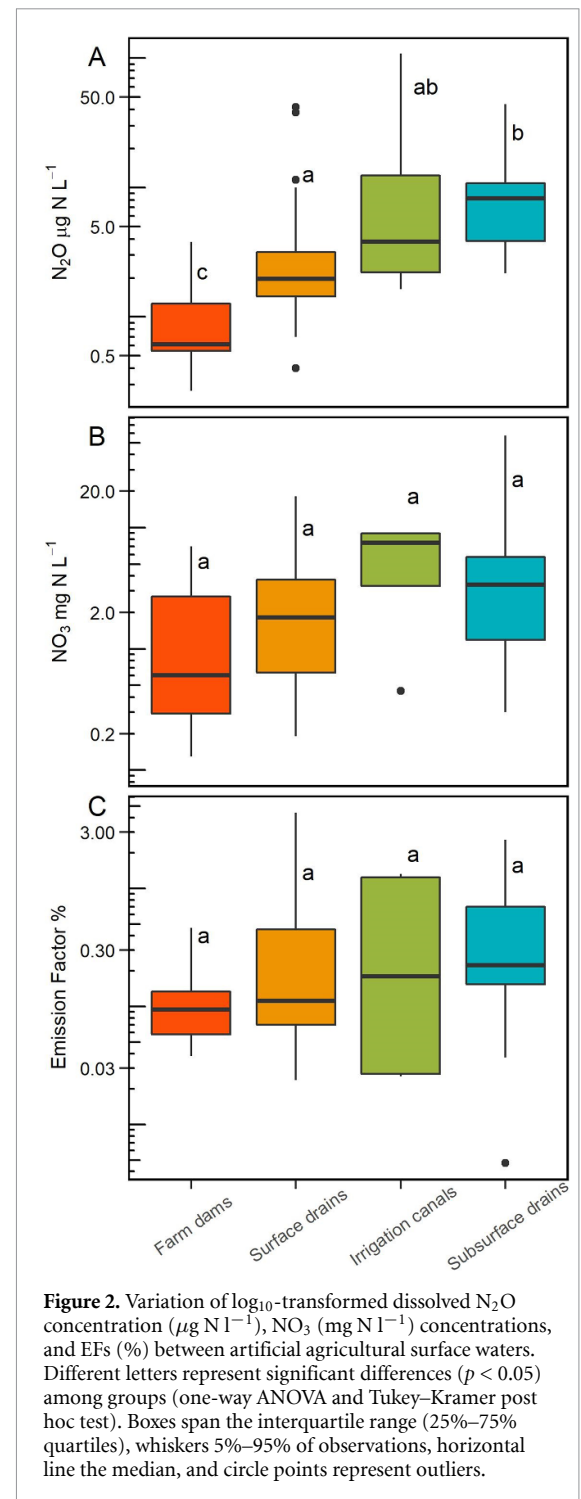 A
50.0
5.0
0.5
N₂O µg N L⁻¹
c
a
ab
b
B
20.0
2.0
0.2
NO₃ mg N L⁻¹
a
a
a
a
C
3.00
0.30
0.03
Emission Factor %
a
a
a
a
Farm dams
Surface drains
Irrigation canals
Subsurface drains
Figure 2. Variation of log₁₀-transformed dissolved N₂O
concentration (µg N l⁻¹), NO₃ (mg N l⁻¹) concentrations,
and EFs (%) between artificial agricultural surface waters.
Different letters represent significant differences (p < 0.05)
among groups (one-way ANOVA and Tukey–Kramer post
hoc test). Boxes span the interquartile range (25%–75%
quartiles), whiskers 5%–95% of observations, horizontal
line the median, and circle points represent outliers.